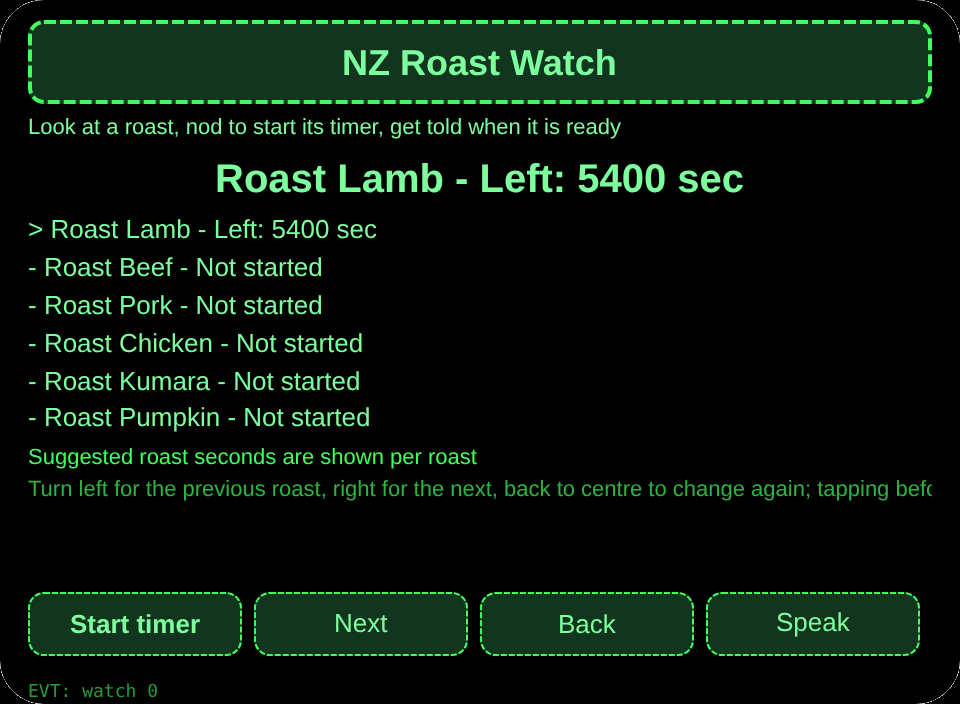 NZ Roast Watch
Look at a roast, nod to start its timer, get told when it is ready
Roast Lamb - Left: 5400 sec
> Roast Lamb - Left: 5400 sec
- Roast Beef - Not started
- Roast Pork - Not started
- Roast Chicken - Not started
- Roast Kumara - Not started
- Roast Pumpkin - Not started
Suggested roast seconds are shown per roast
Turn left for the previous roast, right for the next, back to centre to change again; tapping
Start timer
Next
Back
Speak
EVT: watch 0